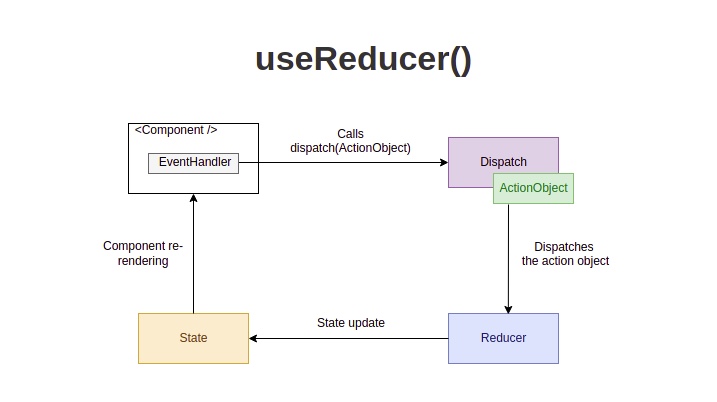 useReducer()
<Component />
EventHandler
Calls
dispatch(ActionObject)
Dispatch
ActionObject
Component re-
rendering
Dispatches
the action object
State
State update
Reducer